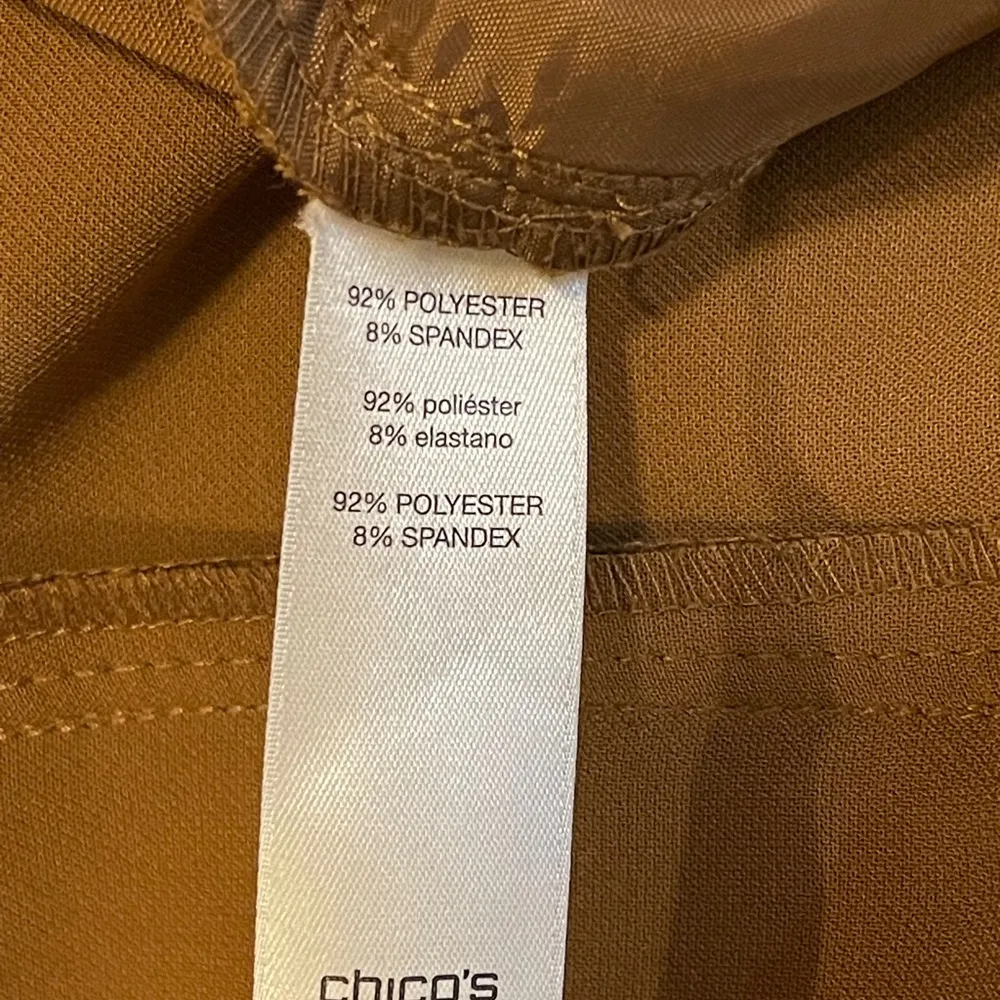 92% POLYESTER
8% SPANDEX
92% poliéster
8% elastano
92% POLYESTER
8% SPANDEX
chico's